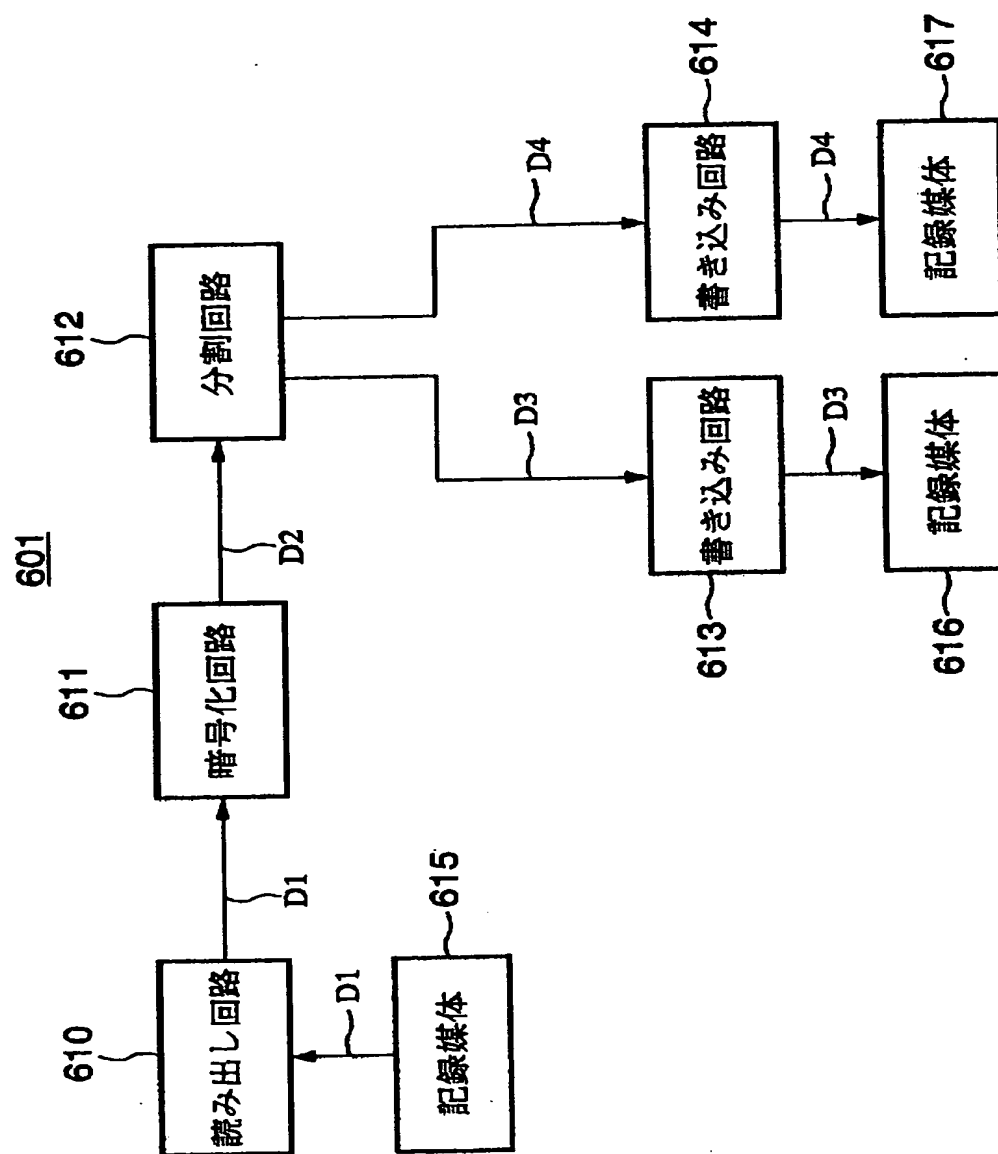 601
610
読み出し回路
D1
611
暗号化回路
D2
612
分割回路
D1
615
記録媒体
D3
D4
613
書き込み回路
614
書き込み回路
D3
D4
616
記録媒体
617
記録媒体